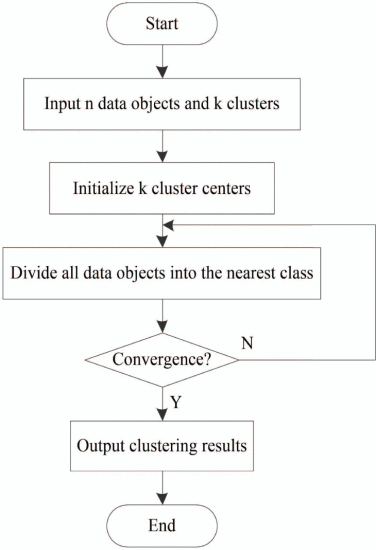 Start
Input n data objects and k clusters
Initialize k cluster centers
Divide all data objects into the nearest class
Convergence?
N
Y
Output clustering results
End